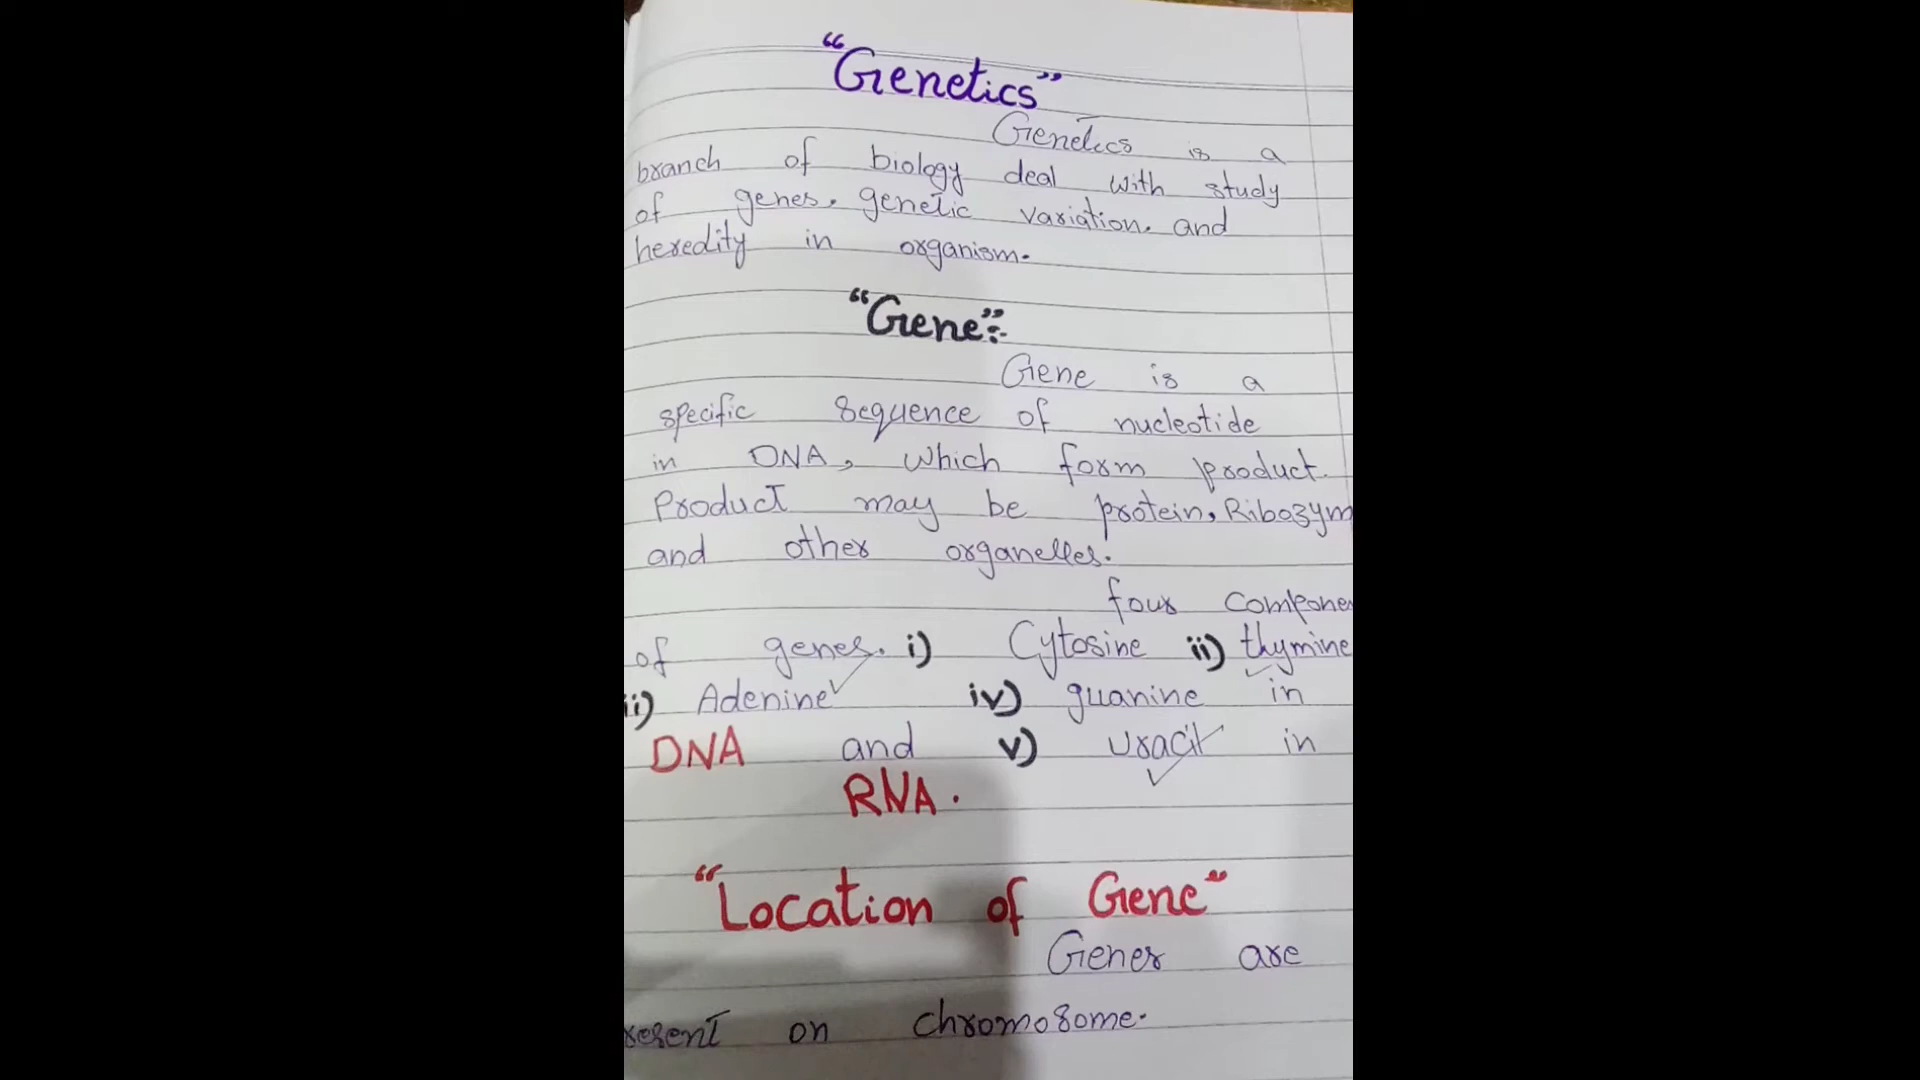 "Genetics"
Genetics is a
branch of biology deal with study
of genes, genetic variation, and
heredity in organism.
"Gene":-
Gene is a
specific sequence of nucleotide
in DNA, which form product.
Product may be protein, Ribozym
and other organelles.
four Compone
of genes. i) Cytosine ii) thymine
ii) Adenine iv) guanine in
DNA and v) Uracil in
RNA.
"Location of Gene"
Genes are
resent on chromosome.